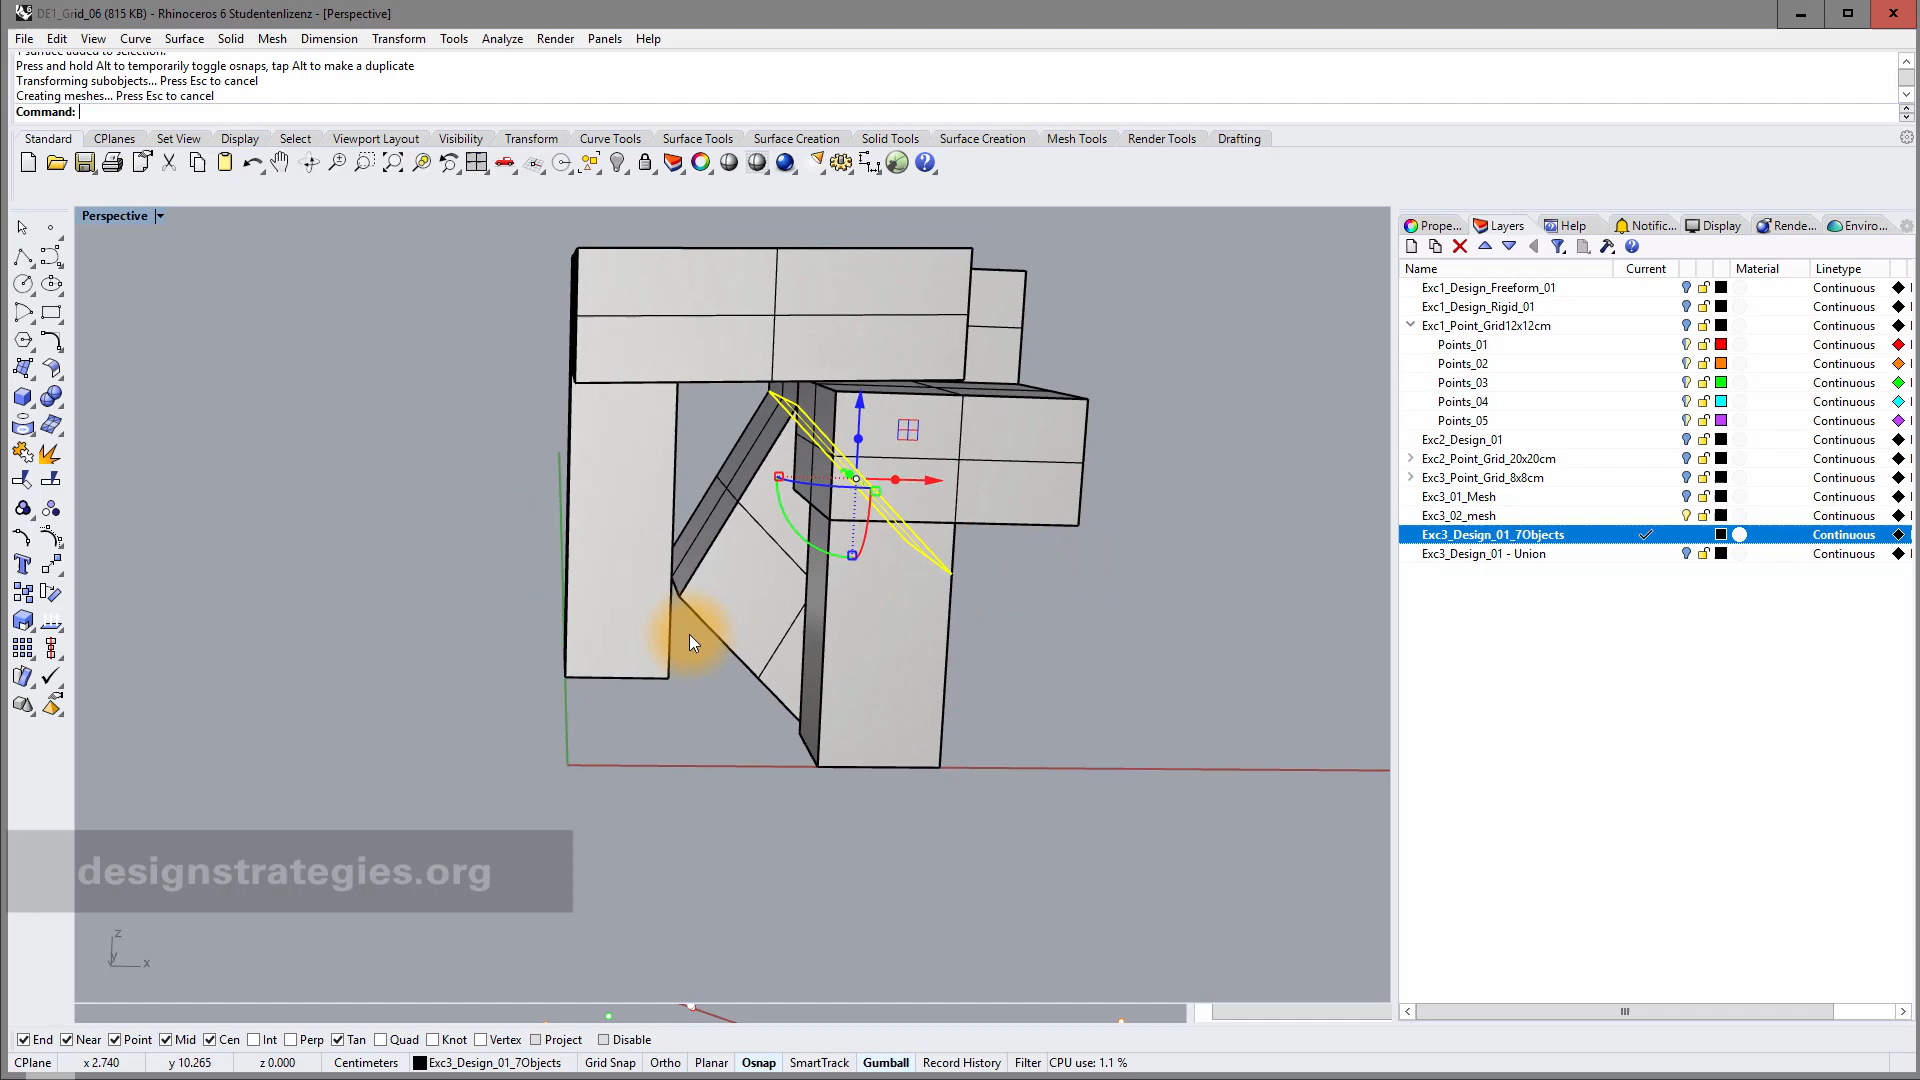 DE1_Grid_06 (815 KB) - Rhinoceros 6 Studentenlizenz - [Perspective]
File Edit View Curve Surface Solid Mesh Dimension Transform Tools Analyze Render Panels Help
1 surface added to selection.
Press and hold Alt to temporarily toggle osnaps, tap Alt to make a duplicate
Transforming subobjects... Press Esc to cancel
Creating meshes... Press Esc to cancel
Command:
Standard CPlanes Set View Display Select Viewport Layout Visibility Transform Curve Tools Surface Tools Surface Creation Solid Tools Surface Creation Mesh Tools Render Tools Drafting
Perspective
Prope... Layers Help Notific... Display Rende... Enviro...
Name Current Material Linetype
Exc1_Design_Freeform_01 Continuous
Exc1_Design_Rigid_01 Continuous
Exc1_Point_Grid12x12cm Continuous
Points_01 Continuous
Points_02 Continuous
Points_03 Continuous
Points_04 Continuous
Points_05 Continuous
Exc2_Design_01 Continuous
Exc2_Point_Grid_20x20cm Continuous
Exc3_Point_Grid_8x8cm Continuous
Exc3_01_Mesh Continuous
Exc3_02_mesh Continuous
Exc3_Design_01_7Objects Continuous
Exc3_Design_01 - Union Continuous
designstrategies.org
z
y
x
End Near Point Mid Cen Int Perp Tan Quad Knot Vertex Project Disable
CPlane x 2.740 y 10.265 z 0.000 Centimeters Exc3_Design_01_7Objects Grid Snap Ortho Planar Osnap SmartTrack Gumball Record History Filter CPU use: 1.1 %